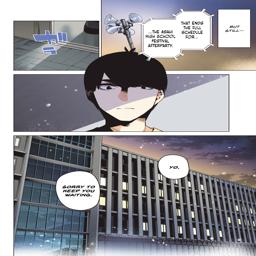 BUT
STILL—
THAT ENDS
THE FULL
SCHEDULE
FOR...
...THE ASAHI
HIGH SCHOOL
FESTIVAL
AFTERPARTY.
YO.
SORRY TO
KEEP YOU
WAITING.